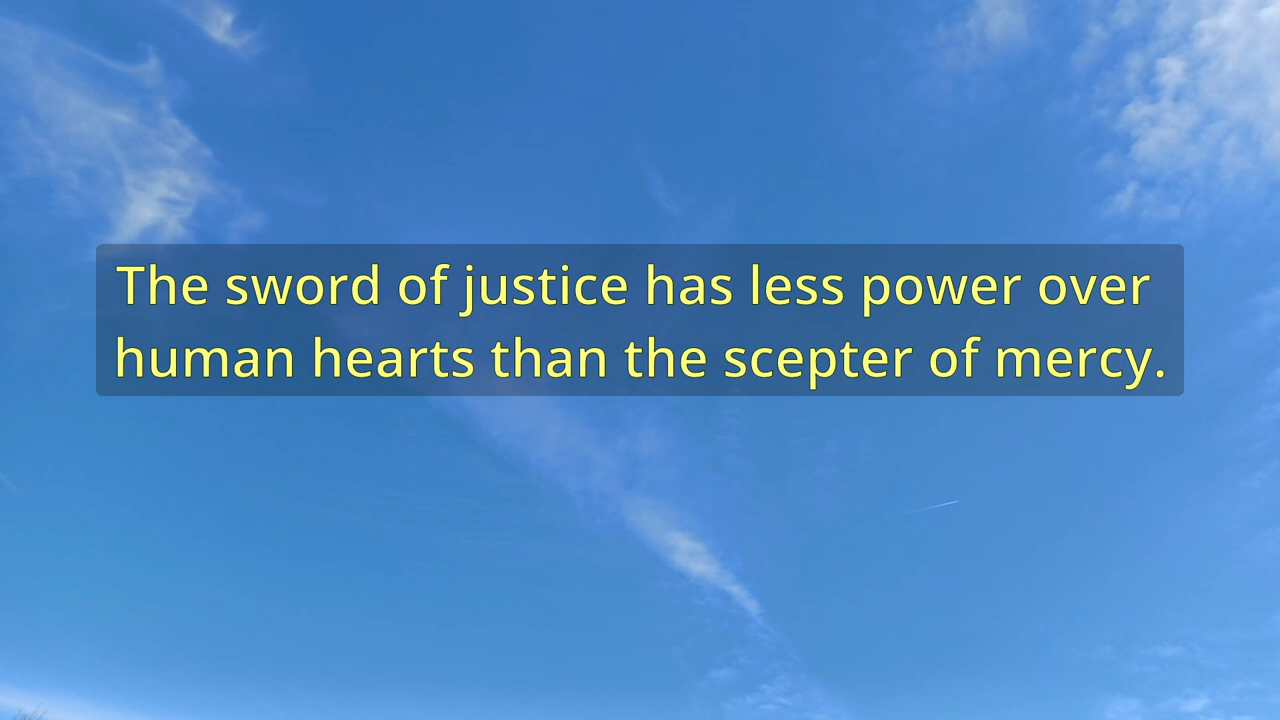 The sword of justice has less power over
human hearts than the scepter of mercy.